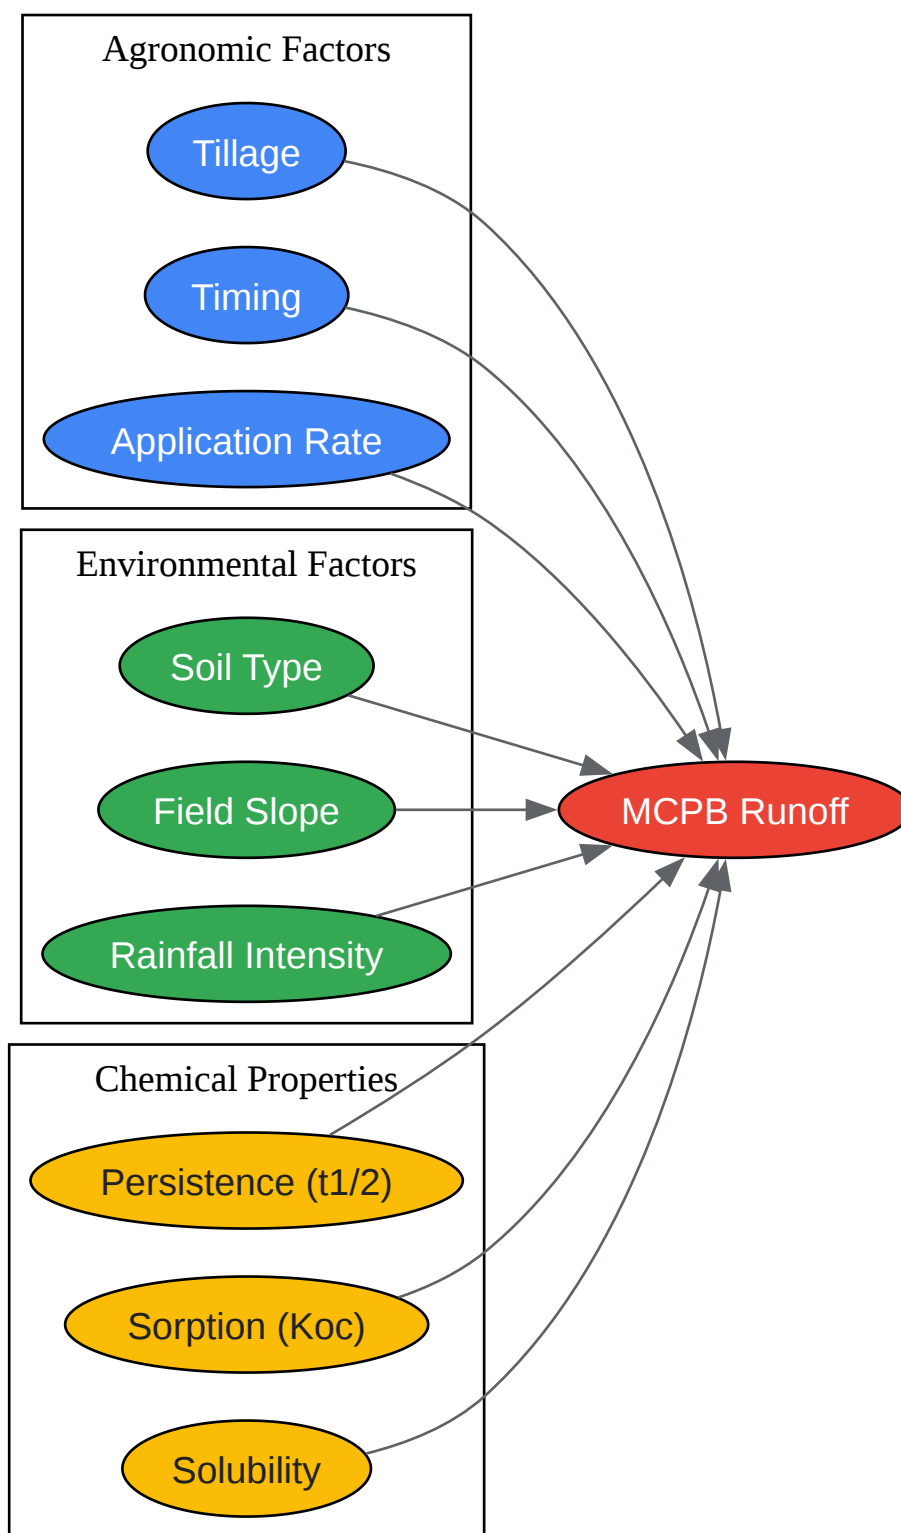 Agronomic Factors
Tillage
Timing
Application Rate
Environmental Factors
Soil Type
Field Slope
MCPB Runoff
Rainfall Intensity
Chemical Properties
Persistence (t1/2)
Sorption (Koc)
Solubility